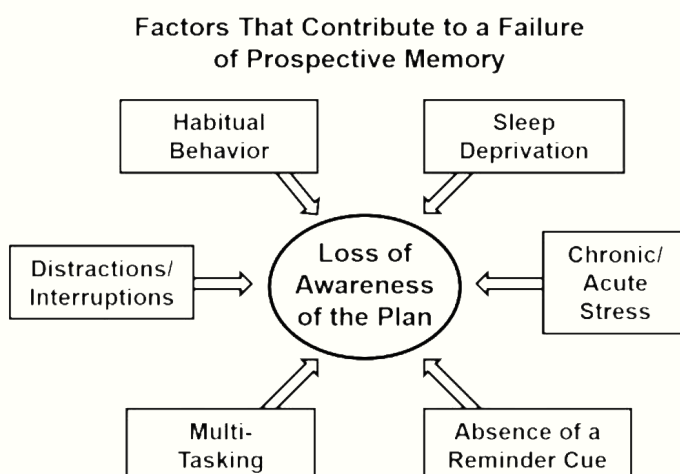 Factors That Contribute to a Failure
of Prospective Memory
Habitual
Behavior
Sleep
Deprivation
Distractions/
Interruptions
Loss of
Awareness
of the Plan
Chronic/
Acute
Stress
Multi-
Tasking
Absence of a
Reminder Cue